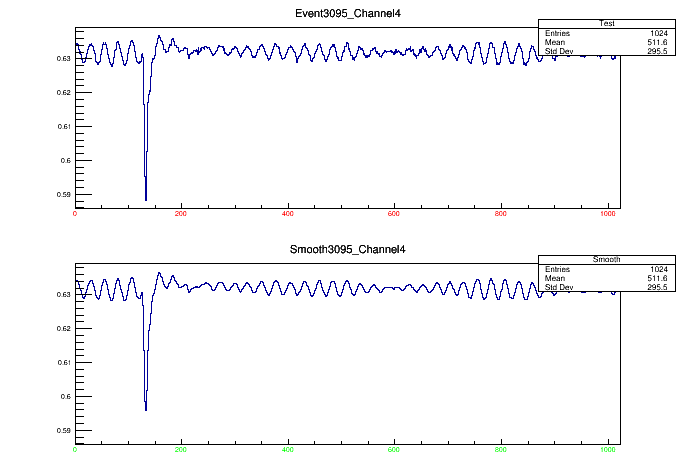 Event3095_Channel4
Test
Entries 1024
Mean 511.6
Std Dev 295.5
0.63
0.62
0.61
0.6
0.59
0 200 400 600 800 1000
Smooth3095_Channel4
Smooth
Entries 1024
Mean 511.6
Std Dev 295.5
0.63
0.62
0.61
0.6
0.59
0 200 400 600 800 1000